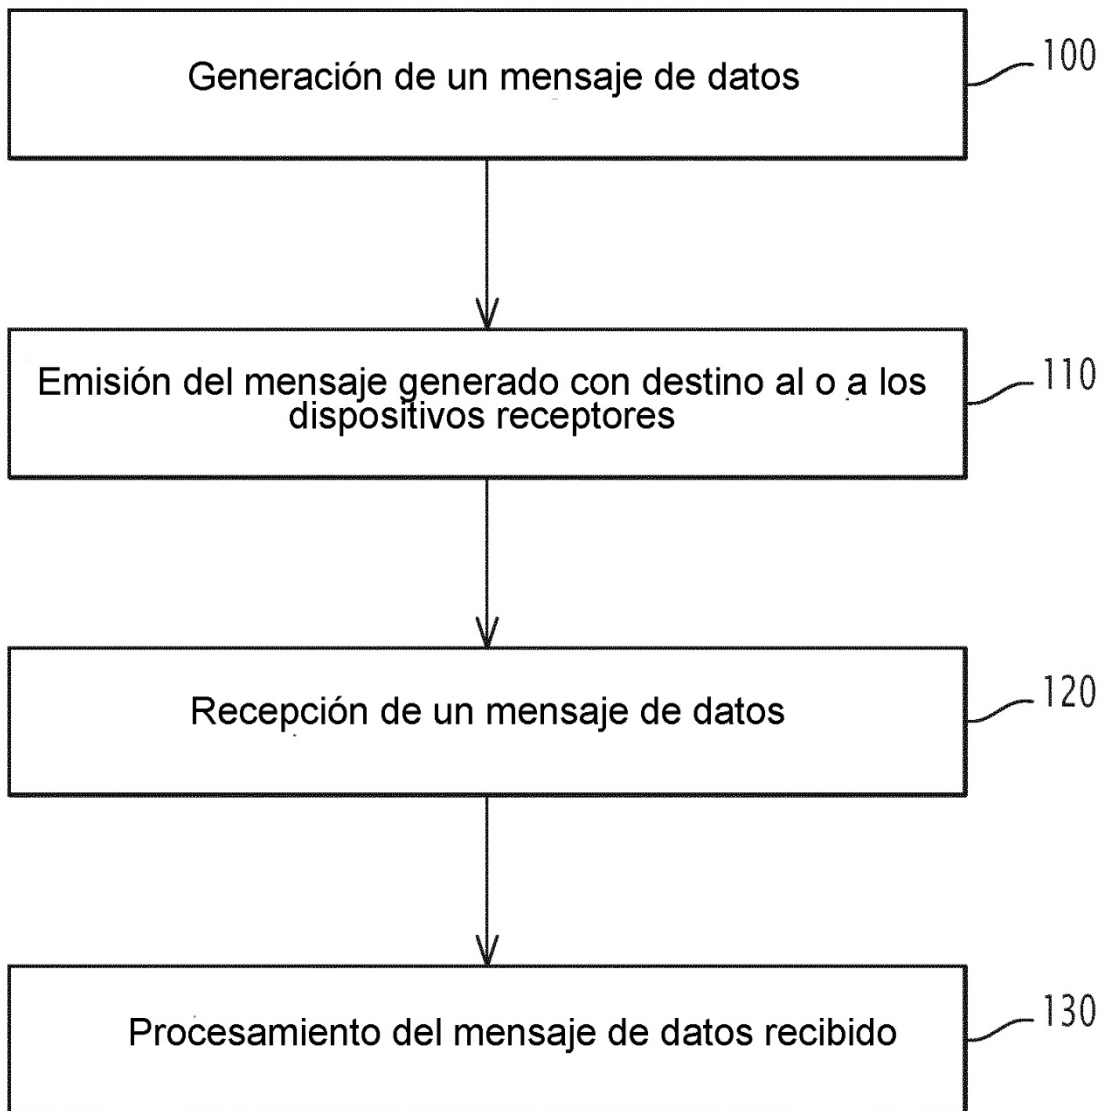 Generación de un mensaje de datos
100
Emisión del mensaje generado con destino al o a los
dispositivos receptores
110
Recepción de un mensaje de datos
120
Procesamiento del mensaje de datos recibido
130